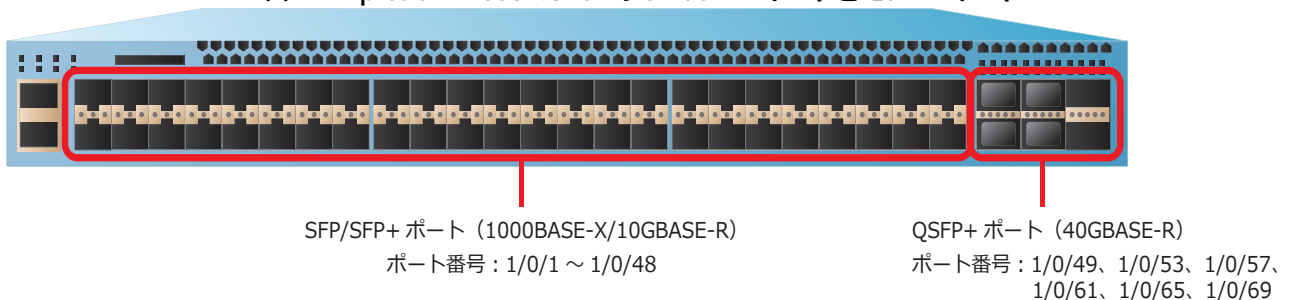 SFP/SFP+ ポート（1000BASE-X/10GBASE-R）
ポート番号：1/0/1 ～ 1/0/48
QSFP+ ポート（40GBASE-R）
ポート番号：1/0/49、1/0/53、1/0/57、
1/0/61、1/0/65、1/0/69